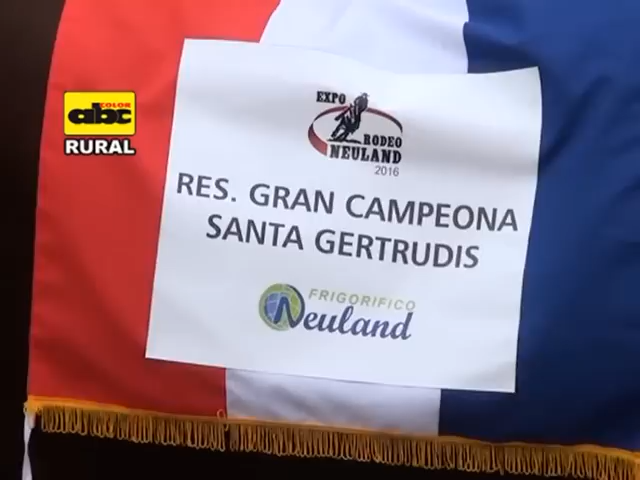 abc
COLOR
RURAL
EXPO
RODEO
NEULAND
2016
RES. GRAN CAMPEONA
SANTA GERTRUDIS
FRIGORIFICO
Neuland